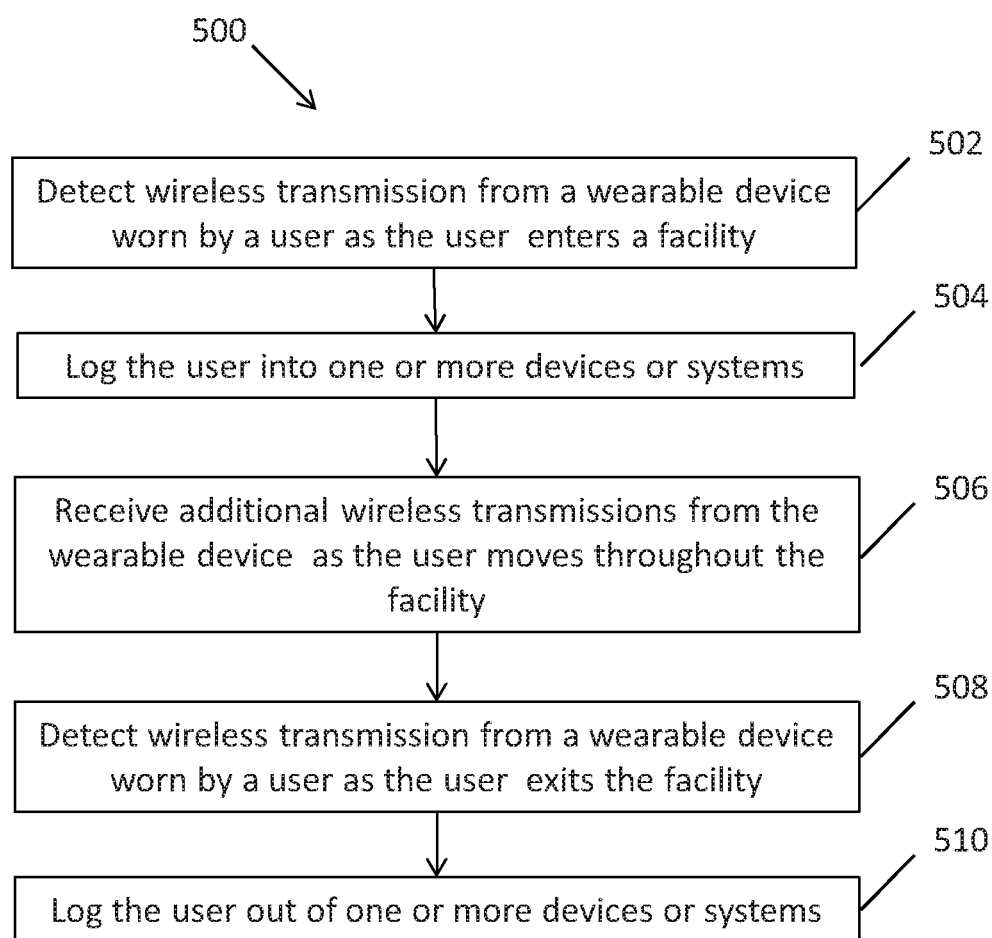 500
502
Detect wireless transmission from a wearable device
worn by a user as the user enters a facility
504
Log the user into one or more devices or systems
506
Receive additional wireless transmissions from the
wearable device as the user moves throughout the
facility
508
Detect wireless transmission from a wearable device
worn by a user as the user exits the facility
510
Log the user out of one or more devices or systems